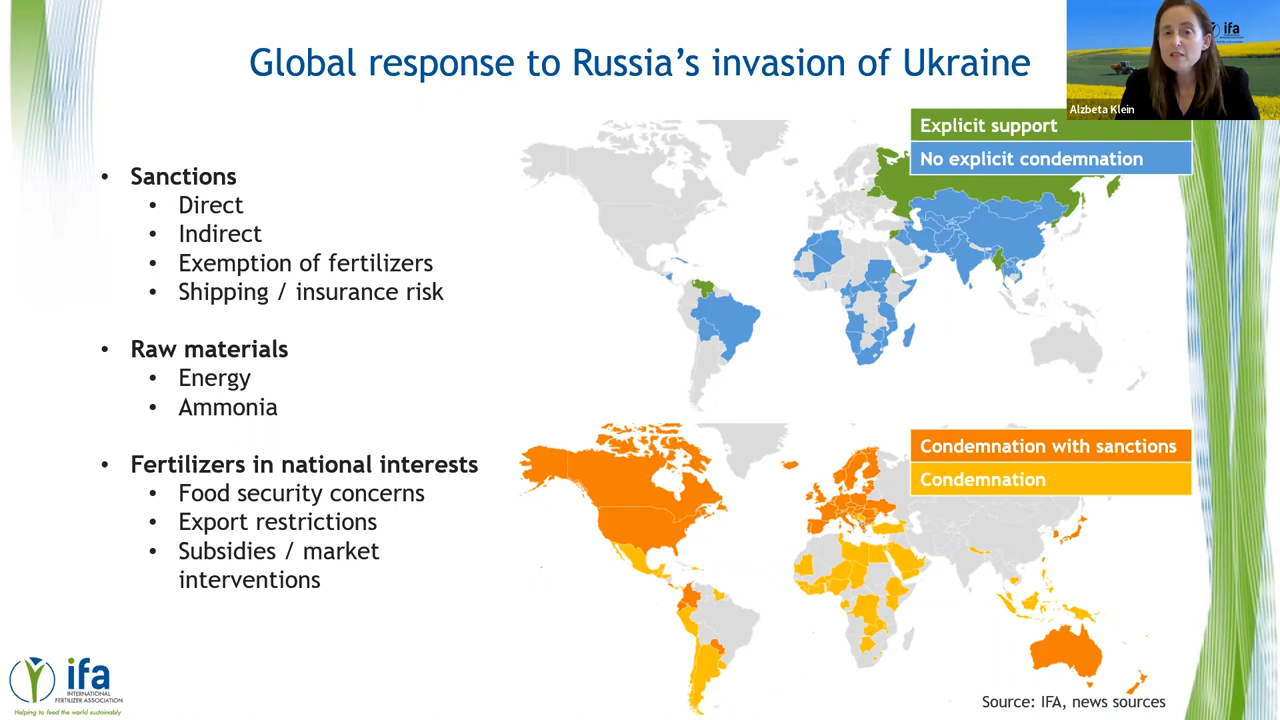 Global response to Russia's invasion of Ukraine
ifa
Alzbeta Klein
Explicit support
No explicit condemnation
• Sanctions
• Direct
• Indirect
• Exemption of fertilizers
• Shipping / insurance risk
• Raw materials
• Energy
• Ammonia
• Fertilizers in national interests
• Food security concerns
• Export restrictions
• Subsidies / market
interventions
Condemnation with sanctions
Condemnation
ifa
INTERNATIONAL
FERTILIZER ASSOCIATION
Helping to feed the world sustainably
Source: IFA, news sources